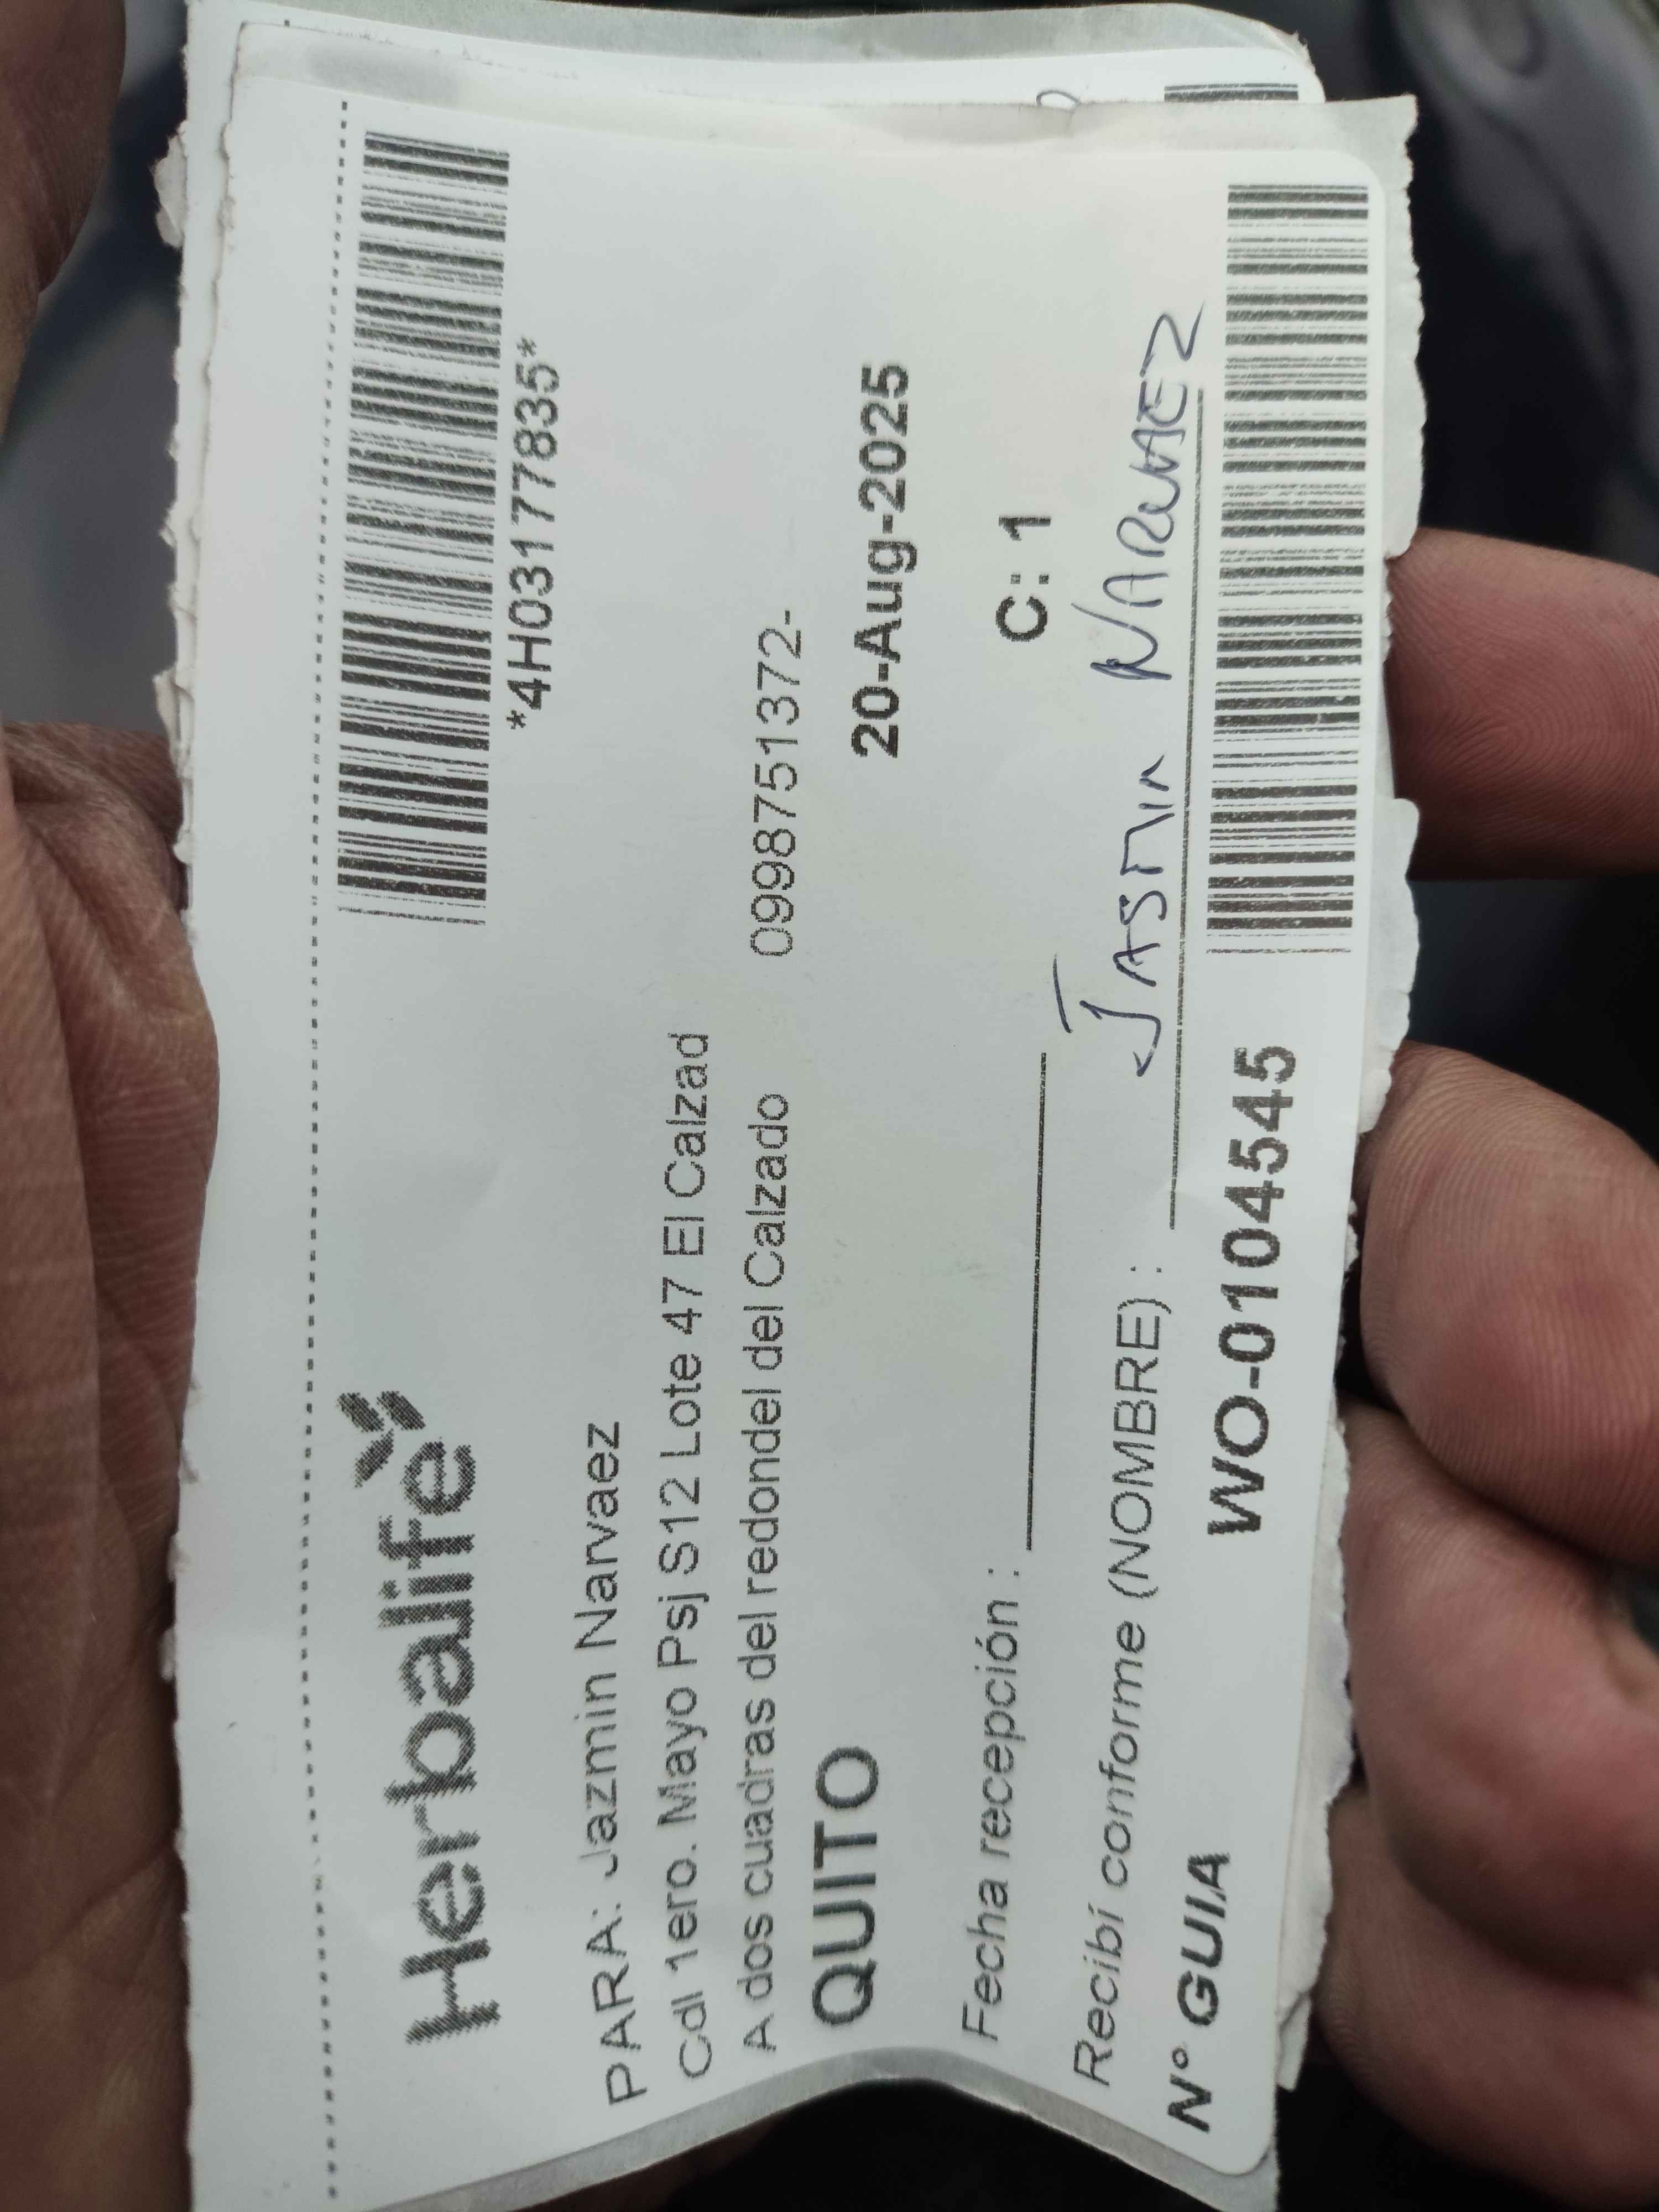 Herbalife
*4H03177835*
PARA: Jazmin Narvaez
Cdl 1ero. Mayo Psj S12 Lote 47 El Calzad
A dos cuadras del redondel del Calzado 0998751372-
QUITO 20-Aug-2025
Fecha recepción : C: 1
Recibí conforme (NOMBRE) : JASMIN NARVAEZ
N° GUIA WO-0104545